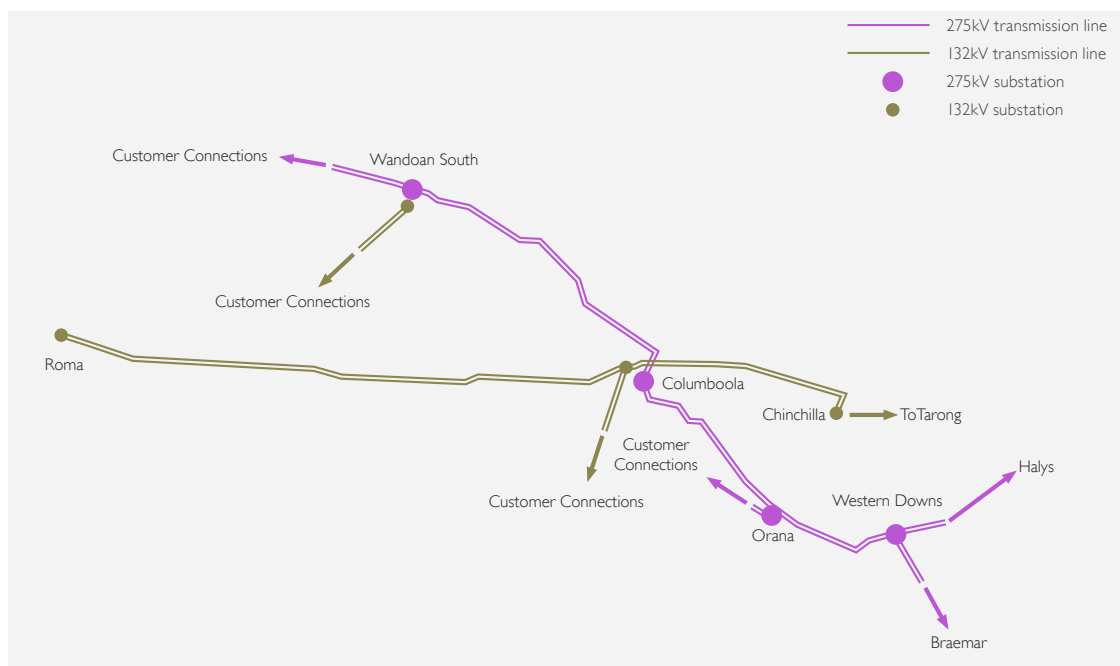 275kV transmission line
132kV transmission line
275kV substation
132kV substation
Customer Connections
Wandoan South
Customer Connections
Roma
Columboola
Chinchilla
ToTarong
Customer
Connections
Halys
Customer Connections
Western Downs
Orana
Braemar